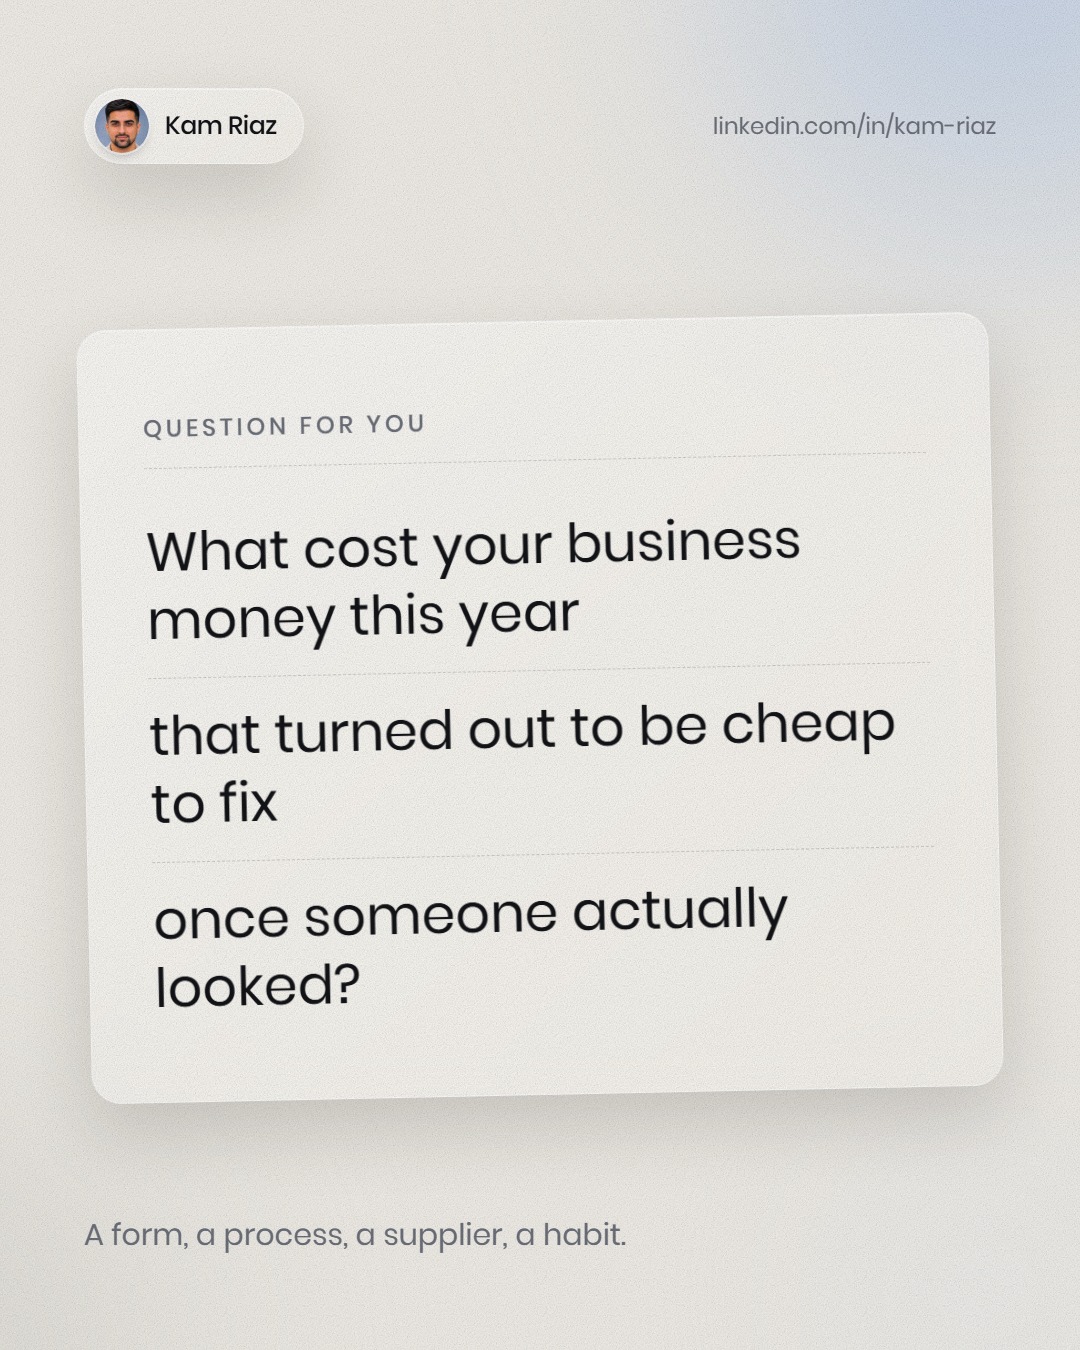 Kam Riaz
linkedin.com/in/kam-riaz
QUESTION FOR YOU
What cost your business
money this year
that turned out to be cheap
to fix
once someone actually
looked?
A form, a process, a supplier, a habit.